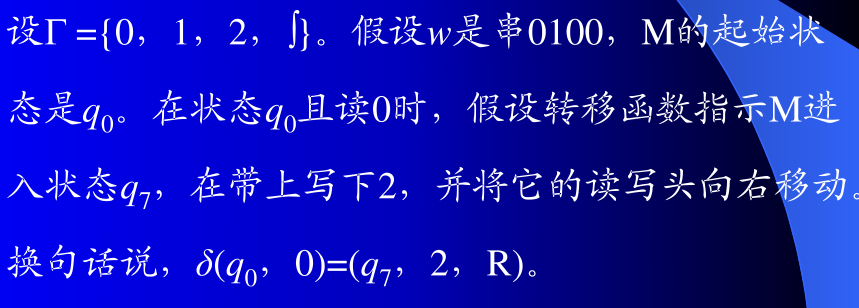 设Γ ={0，1，2，∫}。假设w是串0100，M的起始状
态是q₀。在状态q₀且读0时，假设转移函数指示M进
入状态q₇，在带上写下2，并将它的读写头向右移动。
换句话说，δ(q₀，0)=(q₇，2，R)。